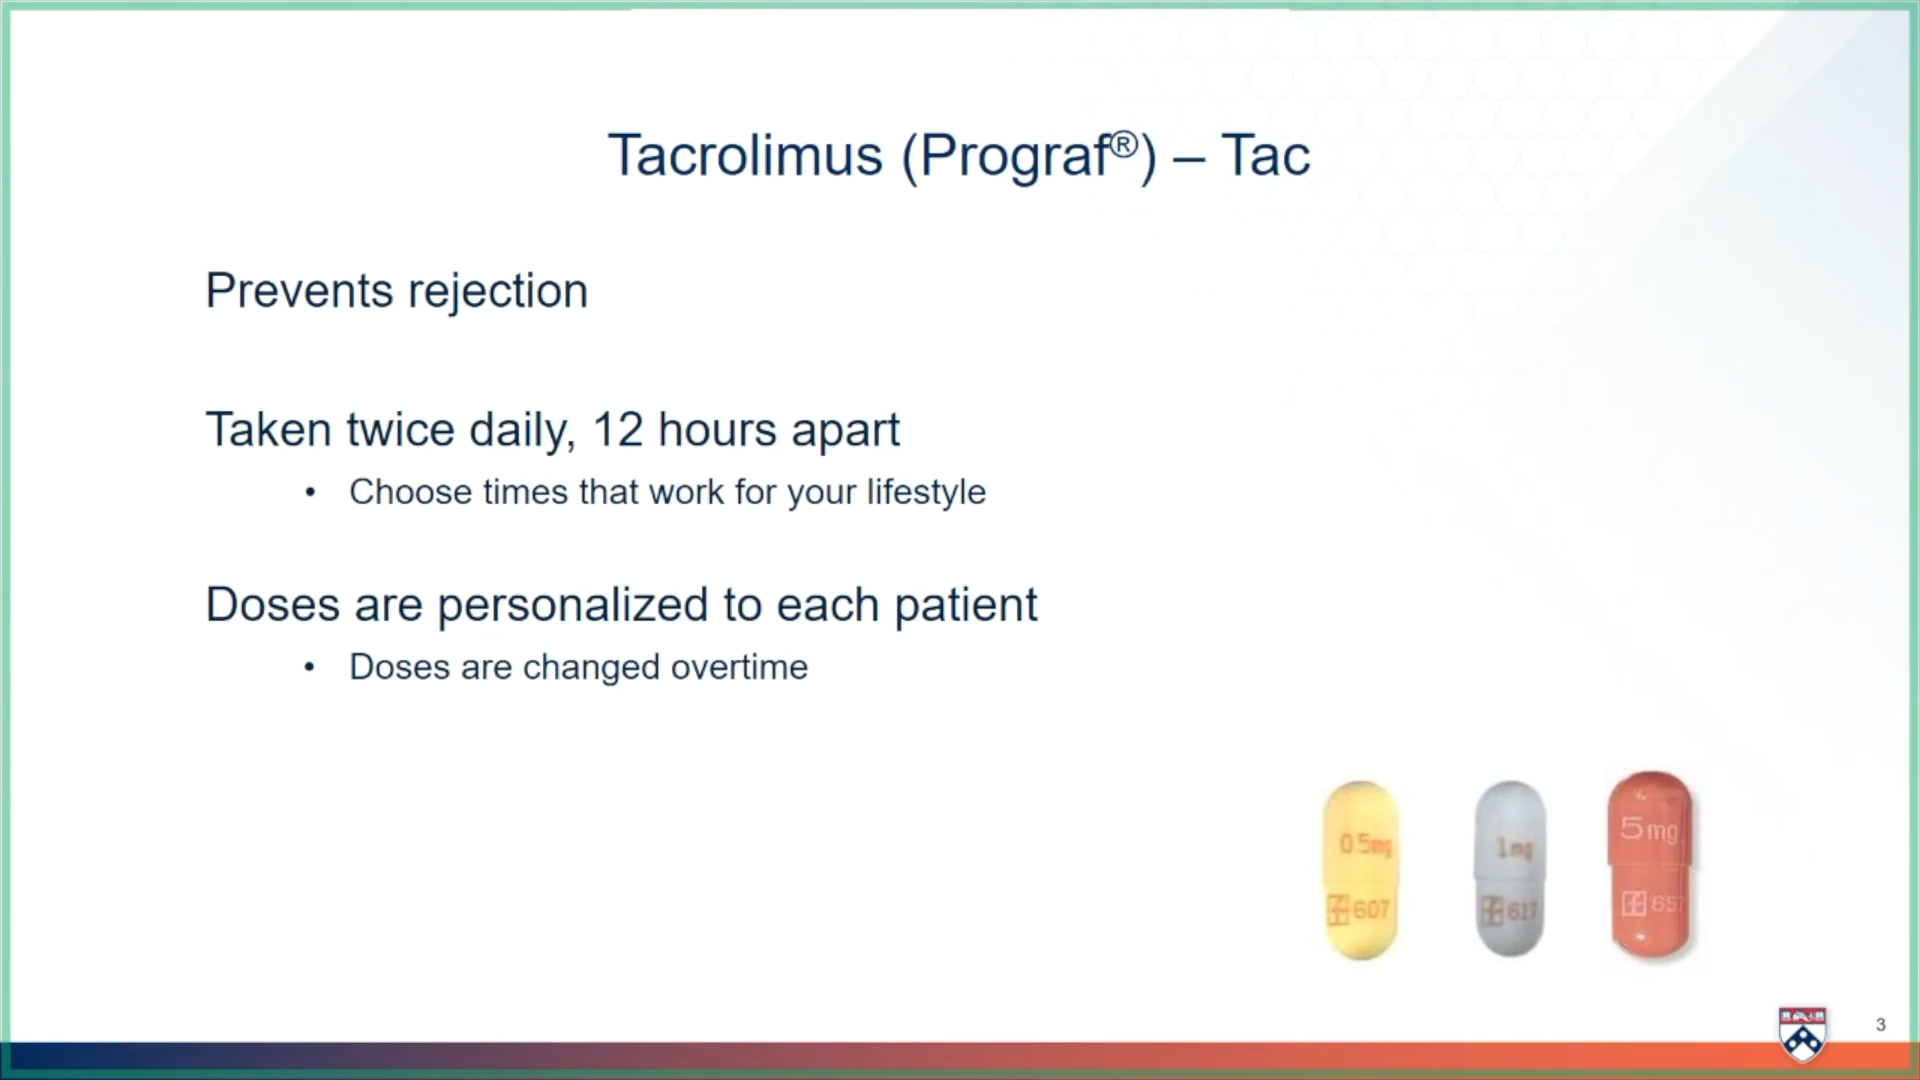 Tacrolimus (Prograf®) – Tac
Prevents rejection
Taken twice daily, 12 hours apart
• Choose times that work for your lifestyle
Doses are personalized to each patient
• Doses are changed overtime
0.5mg
607
1mg
617
5mg
657
3